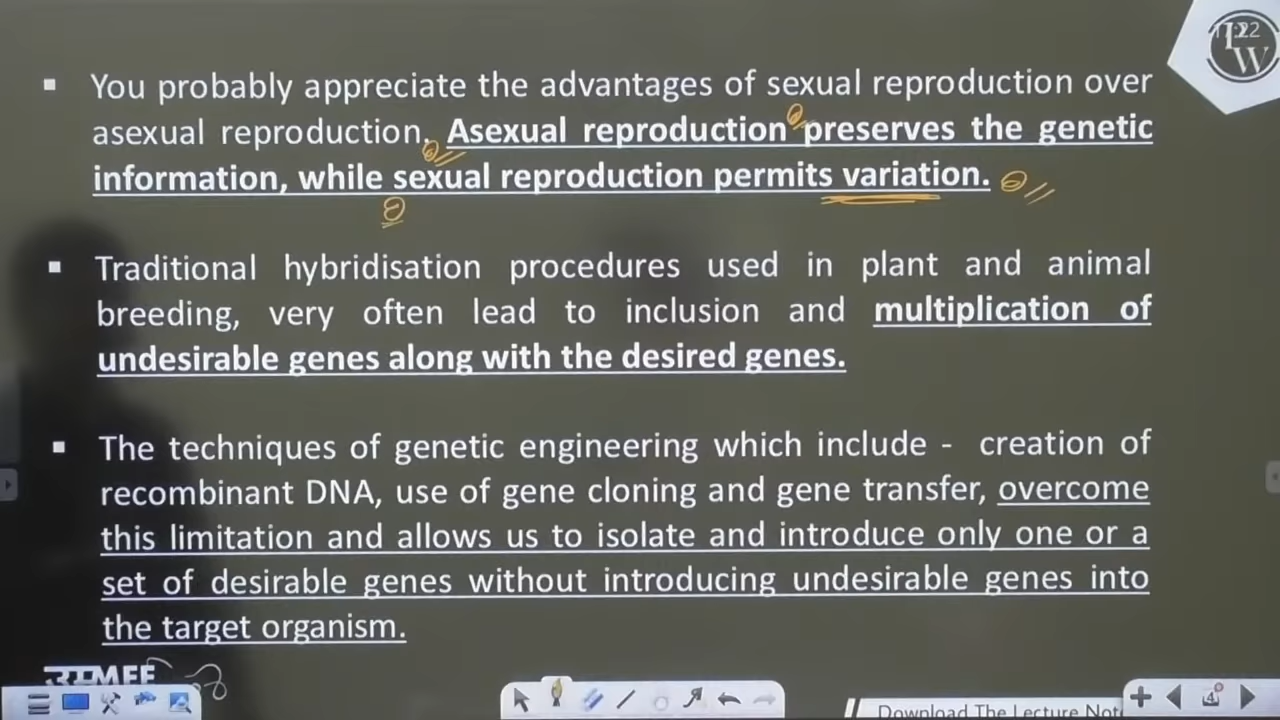 ▪ You probably appreciate the advantages of sexual reproduction over
asexual reproduction. Asexual reproduction preserves the genetic
information, while sexual reproduction permits variation.
▪ Traditional hybridisation procedures used in plant and animal
breeding, very often lead to inclusion and multiplication of
undesirable genes along with the desired genes.
▪ The techniques of genetic engineering which include - creation of
recombinant DNA, use of gene cloning and gene transfer, overcome
this limitation and allows us to isolate and introduce only one or a
set of desirable genes without introducing undesirable genes into
the target organism.
Download The Lecture